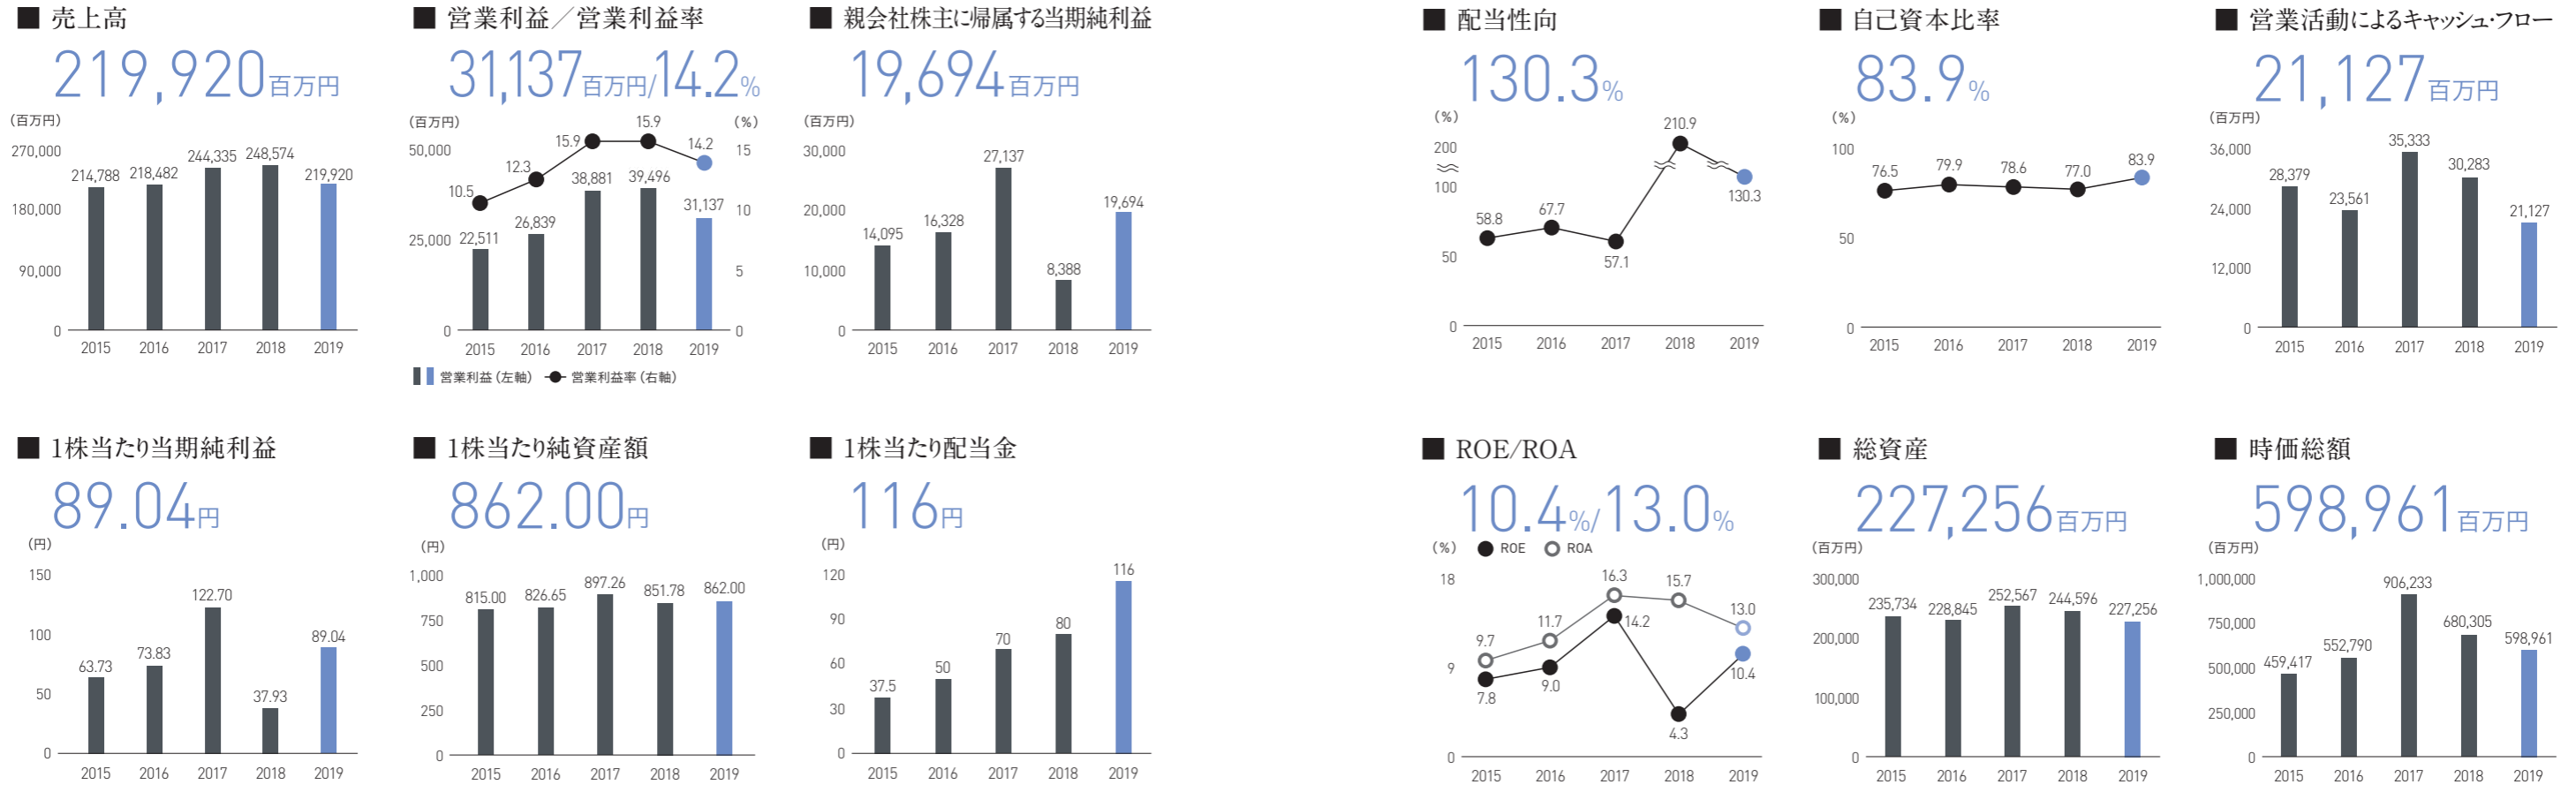 ■ 売上高
219,920百万円
(百万円)
270,000
180,000
90,000
0
214,788 218,482 244,335 248,574 219,920
2015 2016 2017 2018 2019
■ 営業利益／営業利益率
31,137百万円/14.2%
(百万円) (%)
50,000
25,000
0
15
10
5
0
10.5 12.3 15.9 15.9 14.2
22,511 26,839 38,881 39,496 31,137
2015 2016 2017 2018 2019
営業利益(左軸) 営業利益率(右軸)
■ 親会社株主に帰属する当期純利益
19,694百万円
(百万円)
30,000
20,000
10,000
0
14,095 16,328 27,137 8,388 19,694
2015 2016 2017 2018 2019
■ 配当性向
130.3%
(%)
200
100
50
0
58.8 67.7 57.1 210.9 130.3
2015 2016 2017 2018 2019
■ 自己資本比率
83.9%
(%)
100
50
0
76.5 79.9 78.6 77.0 83.9
2015 2016 2017 2018 2019
■ 営業活動によるキャッシュ・フロー
21,127百万円
(百万円)
36,000
24,000
12,000
0
28,379 23,561 35,333 30,283 21,127
2015 2016 2017 2018 2019
■ 1株当たり当期純利益
89.04円
(円)
150
100
50
0
63.73 73.83 122.70 37.93 89.04
2015 2016 2017 2018 2019
■ 1株当たり純資産額
862.00円
(円)
1,000
750
500
250
0
815.00 826.65 897.26 851.78 862.00
2015 2016 2017 2018 2019
■ 1株当たり配当金
116円
(円)
120
90
60
30
0
37.5 50 70 80 116
2015 2016 2017 2018 2019
■ ROE/ROA
10.4%/13.0%
(%) ROE ROA
18
9
0
9.7 11.7 16.3 15.7 13.0
7.8 9.0 14.2 4.3 10.4
2015 2016 2017 2018 2019
■ 総資産
227,256百万円
(百万円)
300,000
200,000
100,000
0
235,734 228,845 252,567 244,596 227,256
2015 2016 2017 2018 2019
■ 時価総額
598,961百万円
(百万円)
1,000,000
750,000
500,000
250,000
0
459,417 552,790 906,233 680,305 598,961
2015 2016 2017 2018 2019